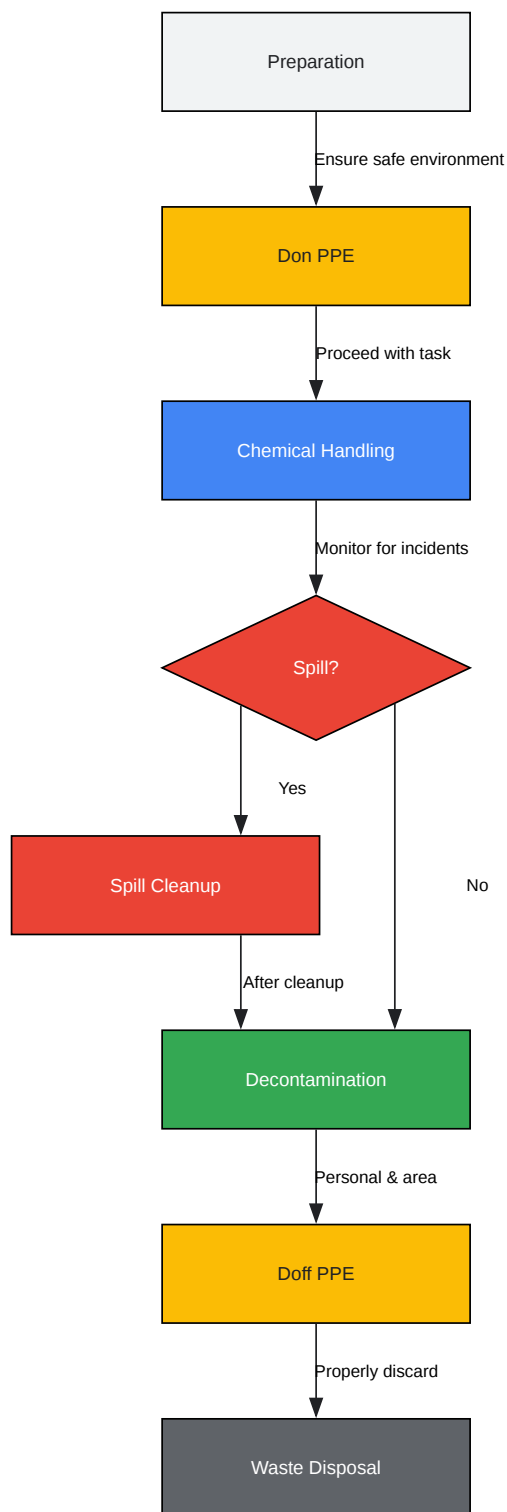 Preparation
Ensure safe environment
Don PPE
Proceed with task
Chemical Handling
Monitor for incidents
Spill?
Yes
Spill Cleanup
No
After cleanup
Decontamination
Personal & area
Doff PPE
Properly discard
Waste Disposal